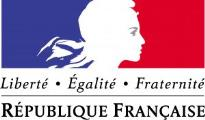 Liberté • Égalité • Fraternité
RÉPUBLIQUE FRANÇAISE